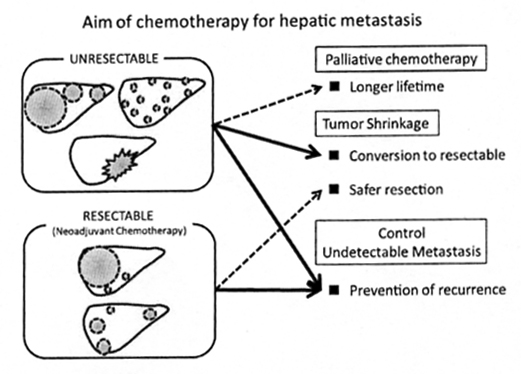 Aim of chemotherapy for hepatic metastasis
UNRESECTABLE
RESECTABLE
(Neoadjuvant Chemotherapy)
Palliative chemotherapy
Longer lifetime
Tumor Shrinkage
Conversion to resectable
Safer resection
Control
Undetectable Metastasis
Prevention of recurrence